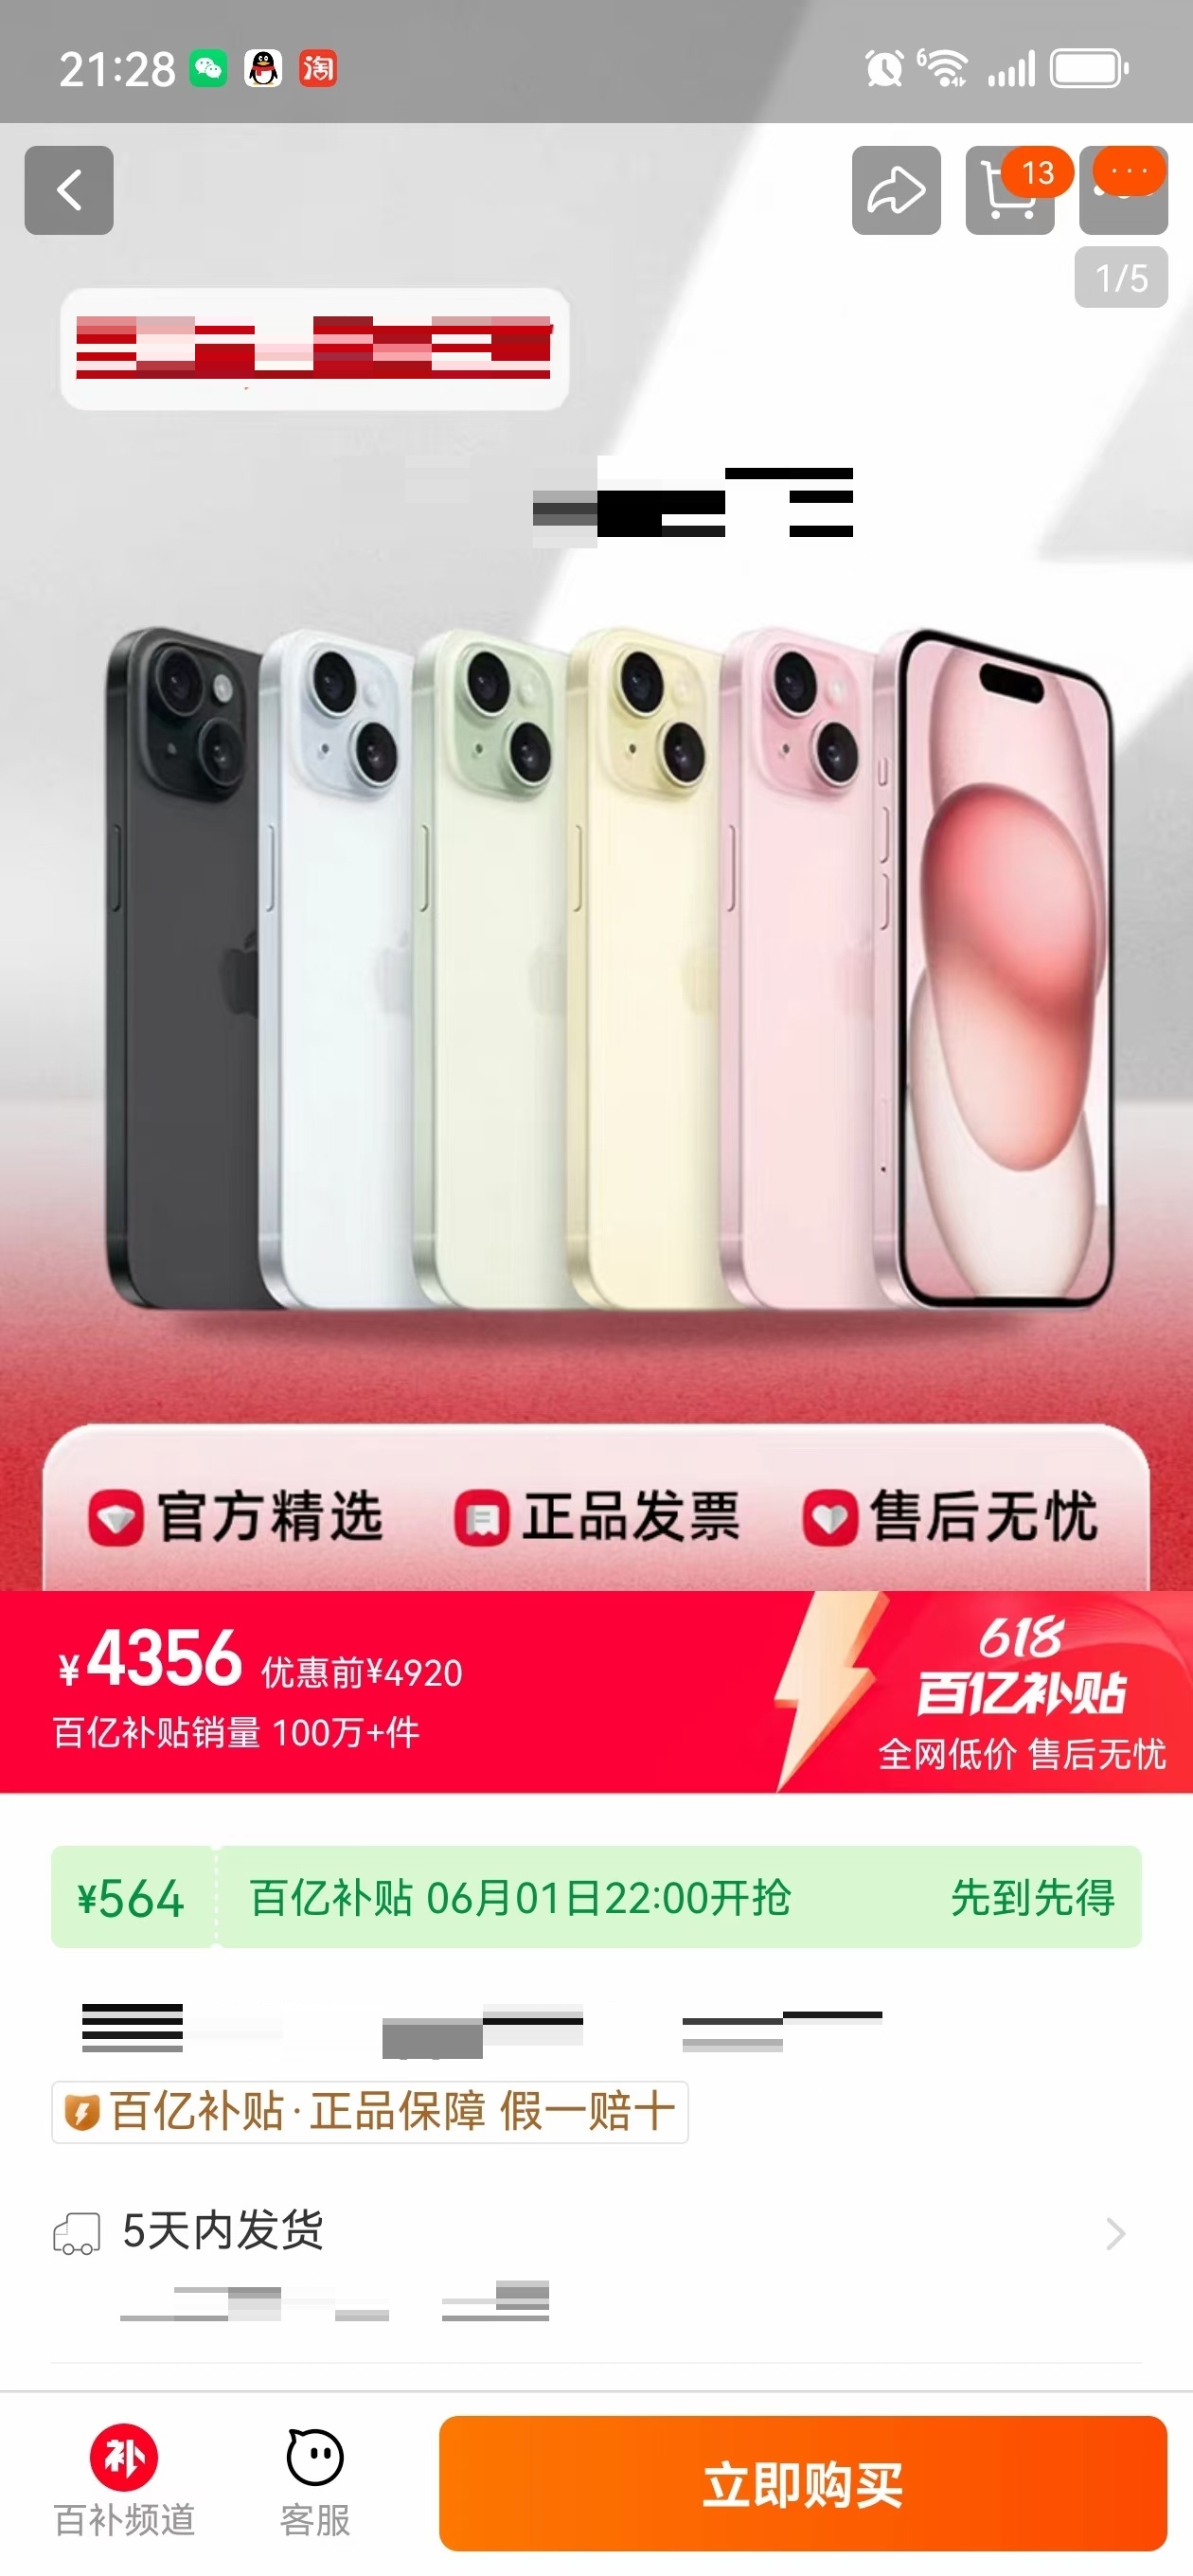 21:28 淘
6
13
1/5
官方精选 正品发票 售后无忧
¥4356 优惠前¥4920
618
百亿补贴
百亿补贴销量 100万+件
全网低价 售后无忧
¥564 百亿补贴 06月01日22:00开抢 先到先得
百亿补贴·正品保障 假一赔十
5天内发货
补
百补频道 客服 立即购买